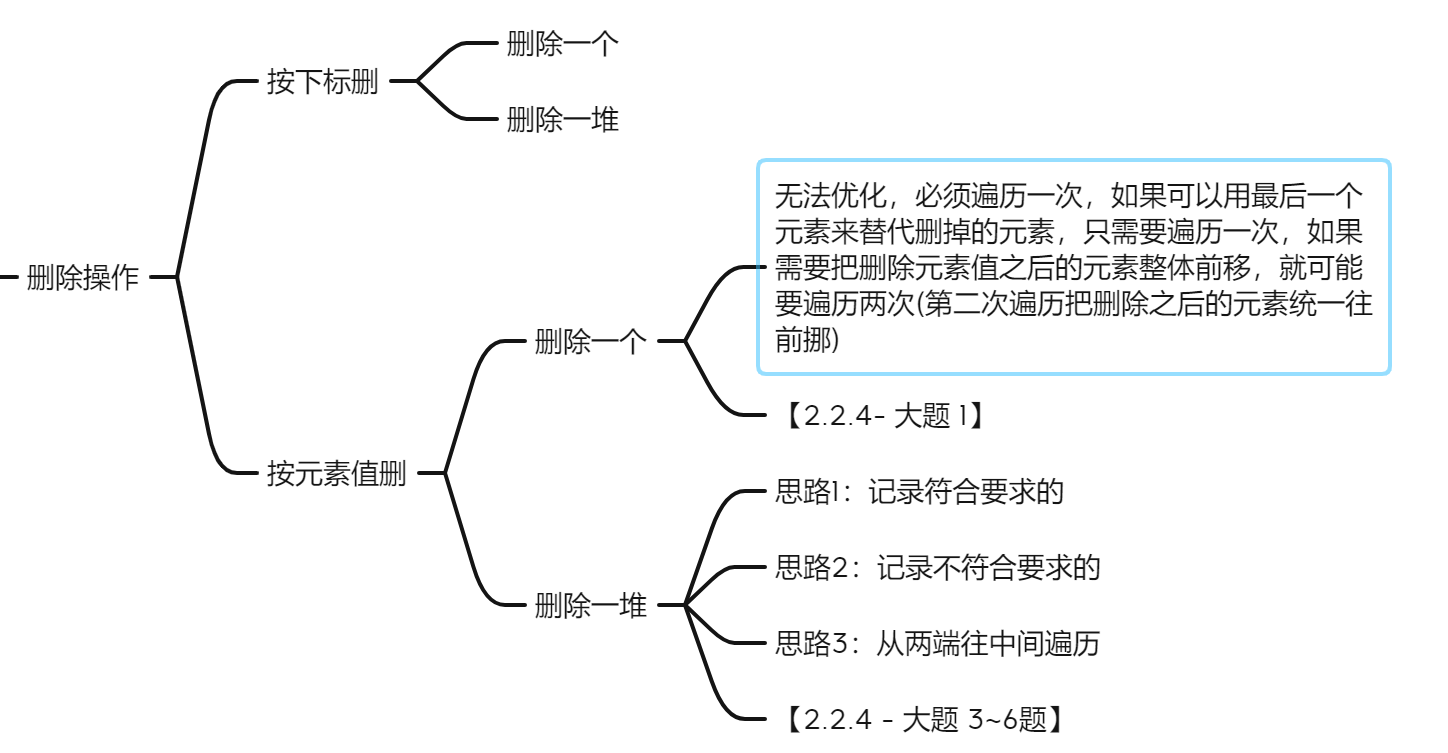 删除操作
按下标删
删除一个
删除一堆
按元素值删
删除一个
无法优化，必须遍历一次，如果可以用最后一个
元素来替代删掉的元素，只需要遍历一次，如果
需要把删除元素值之后的元素整体前移，就可能
要遍历两次(第二次遍历把删除之后的元素统一往
前挪)
【2.2.4- 大题 1】
删除一堆
思路1：记录符合要求的
思路2：记录不符合要求的
思路3：从两端往中间遍历
【2.2.4 - 大题 3~6题】